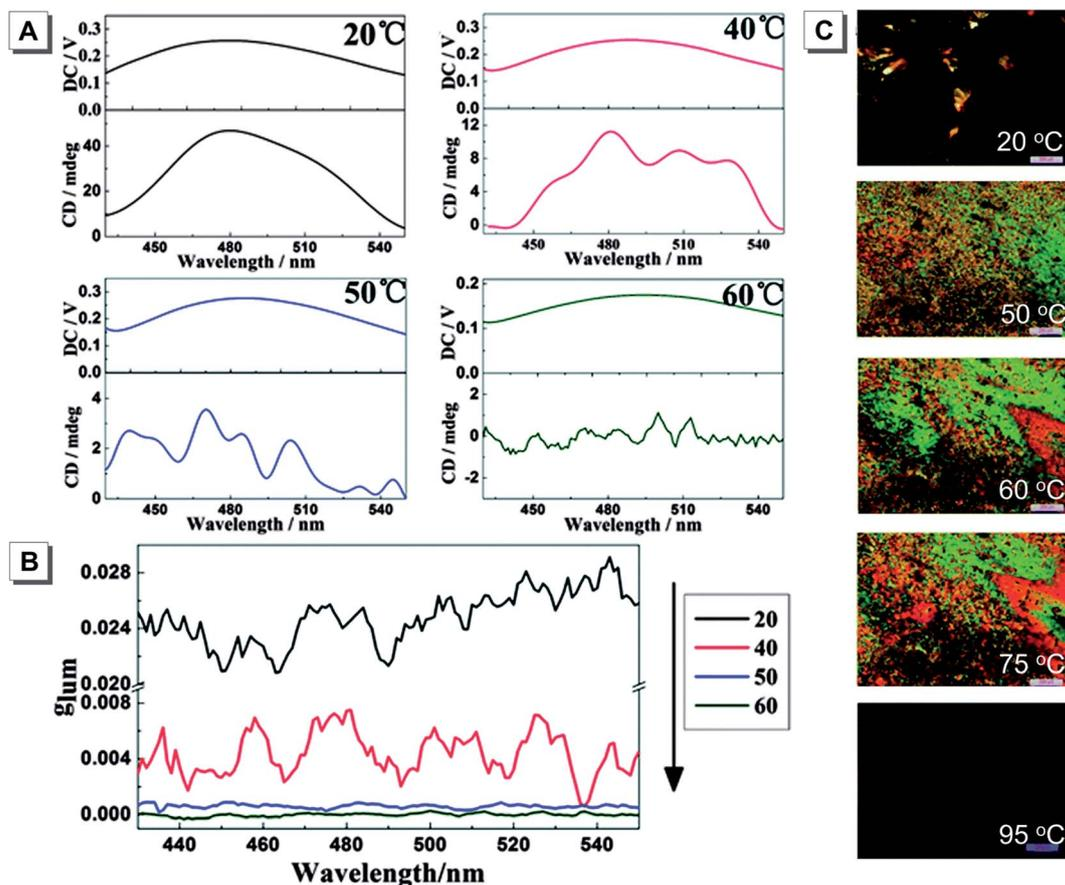 A
20℃
DC / V
0.3
0.2
0.1
0.0
CD / mdeg
40
20
0
450 480 510 540
Wavelength / nm
40℃
DC / V
0.3
0.2
0.1
0.0
CD / mdeg
12
8
4
0
450 480 510 540
Wavelength / nm
50℃
DC / V
0.3
0.2
0.1
0.0
CD / mdeg
4
2
0
450 480 510 540
Wavelength / nm
60℃
DC / V
0.2
0.1
0.0
CD / mdeg
2
0
-2
450 480 510 540
Wavelength / nm
B
glum
0.028
0.024
0.020
0.008
0.004
0.000
440 460 480 500 520 540
Wavelength/nm
20
40
50
60
C
20 °C
50 °C
60 °C
75 °C
95 °C